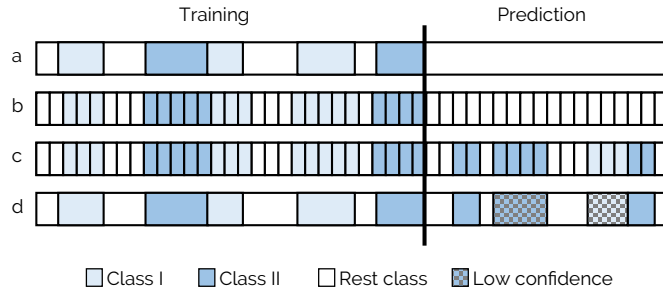 Training Prediction
a
b
c
d
Class I Class II Rest class Low confidence